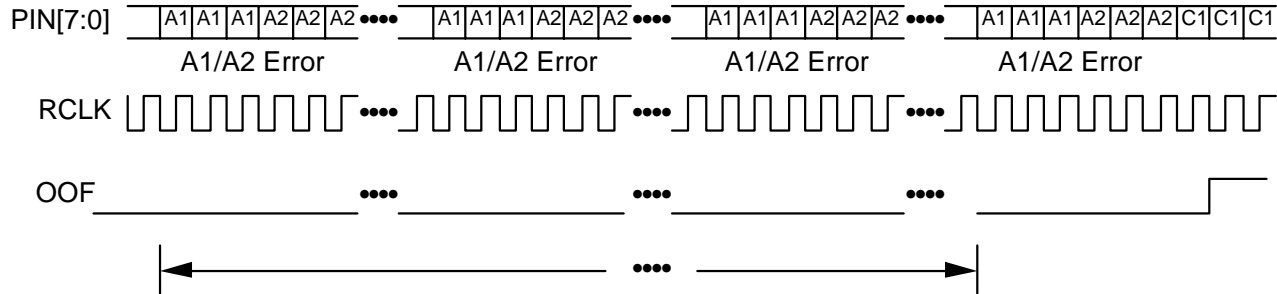 PIN[7:0] A1 A1 A1 A2 A2 A2 •••• A1 A1 A1 A2 A2 A2 •••• A1 A1 A1 A2 A2 A2 •••• A1 A1 A1 A2 A2 A2 C1 C1 C1
A1/A2 Error A1/A2 Error A1/A2 Error A1/A2 Error
RCLK •••• •••• ••••
OOF •••• •••• ••••
••••